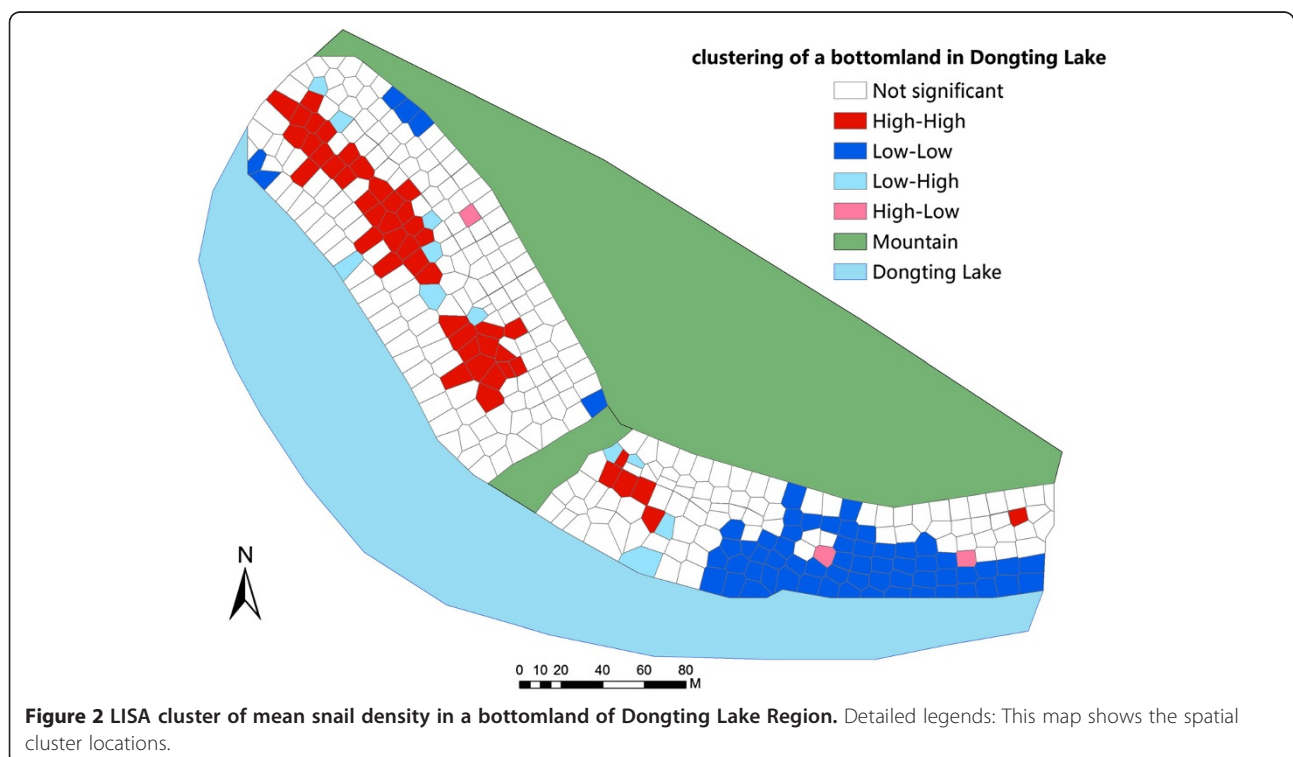 clustering of a bottomland in Dongting Lake
Not significant
High-High
Low-Low
Low-High
High-Low
Mountain
Dongting Lake
N
0 10 20 40 60 80
M
Figure 2 LISA cluster of mean snail density in a bottomland of Dongting Lake Region. Detailed legends: This map shows the spatial
cluster locations.